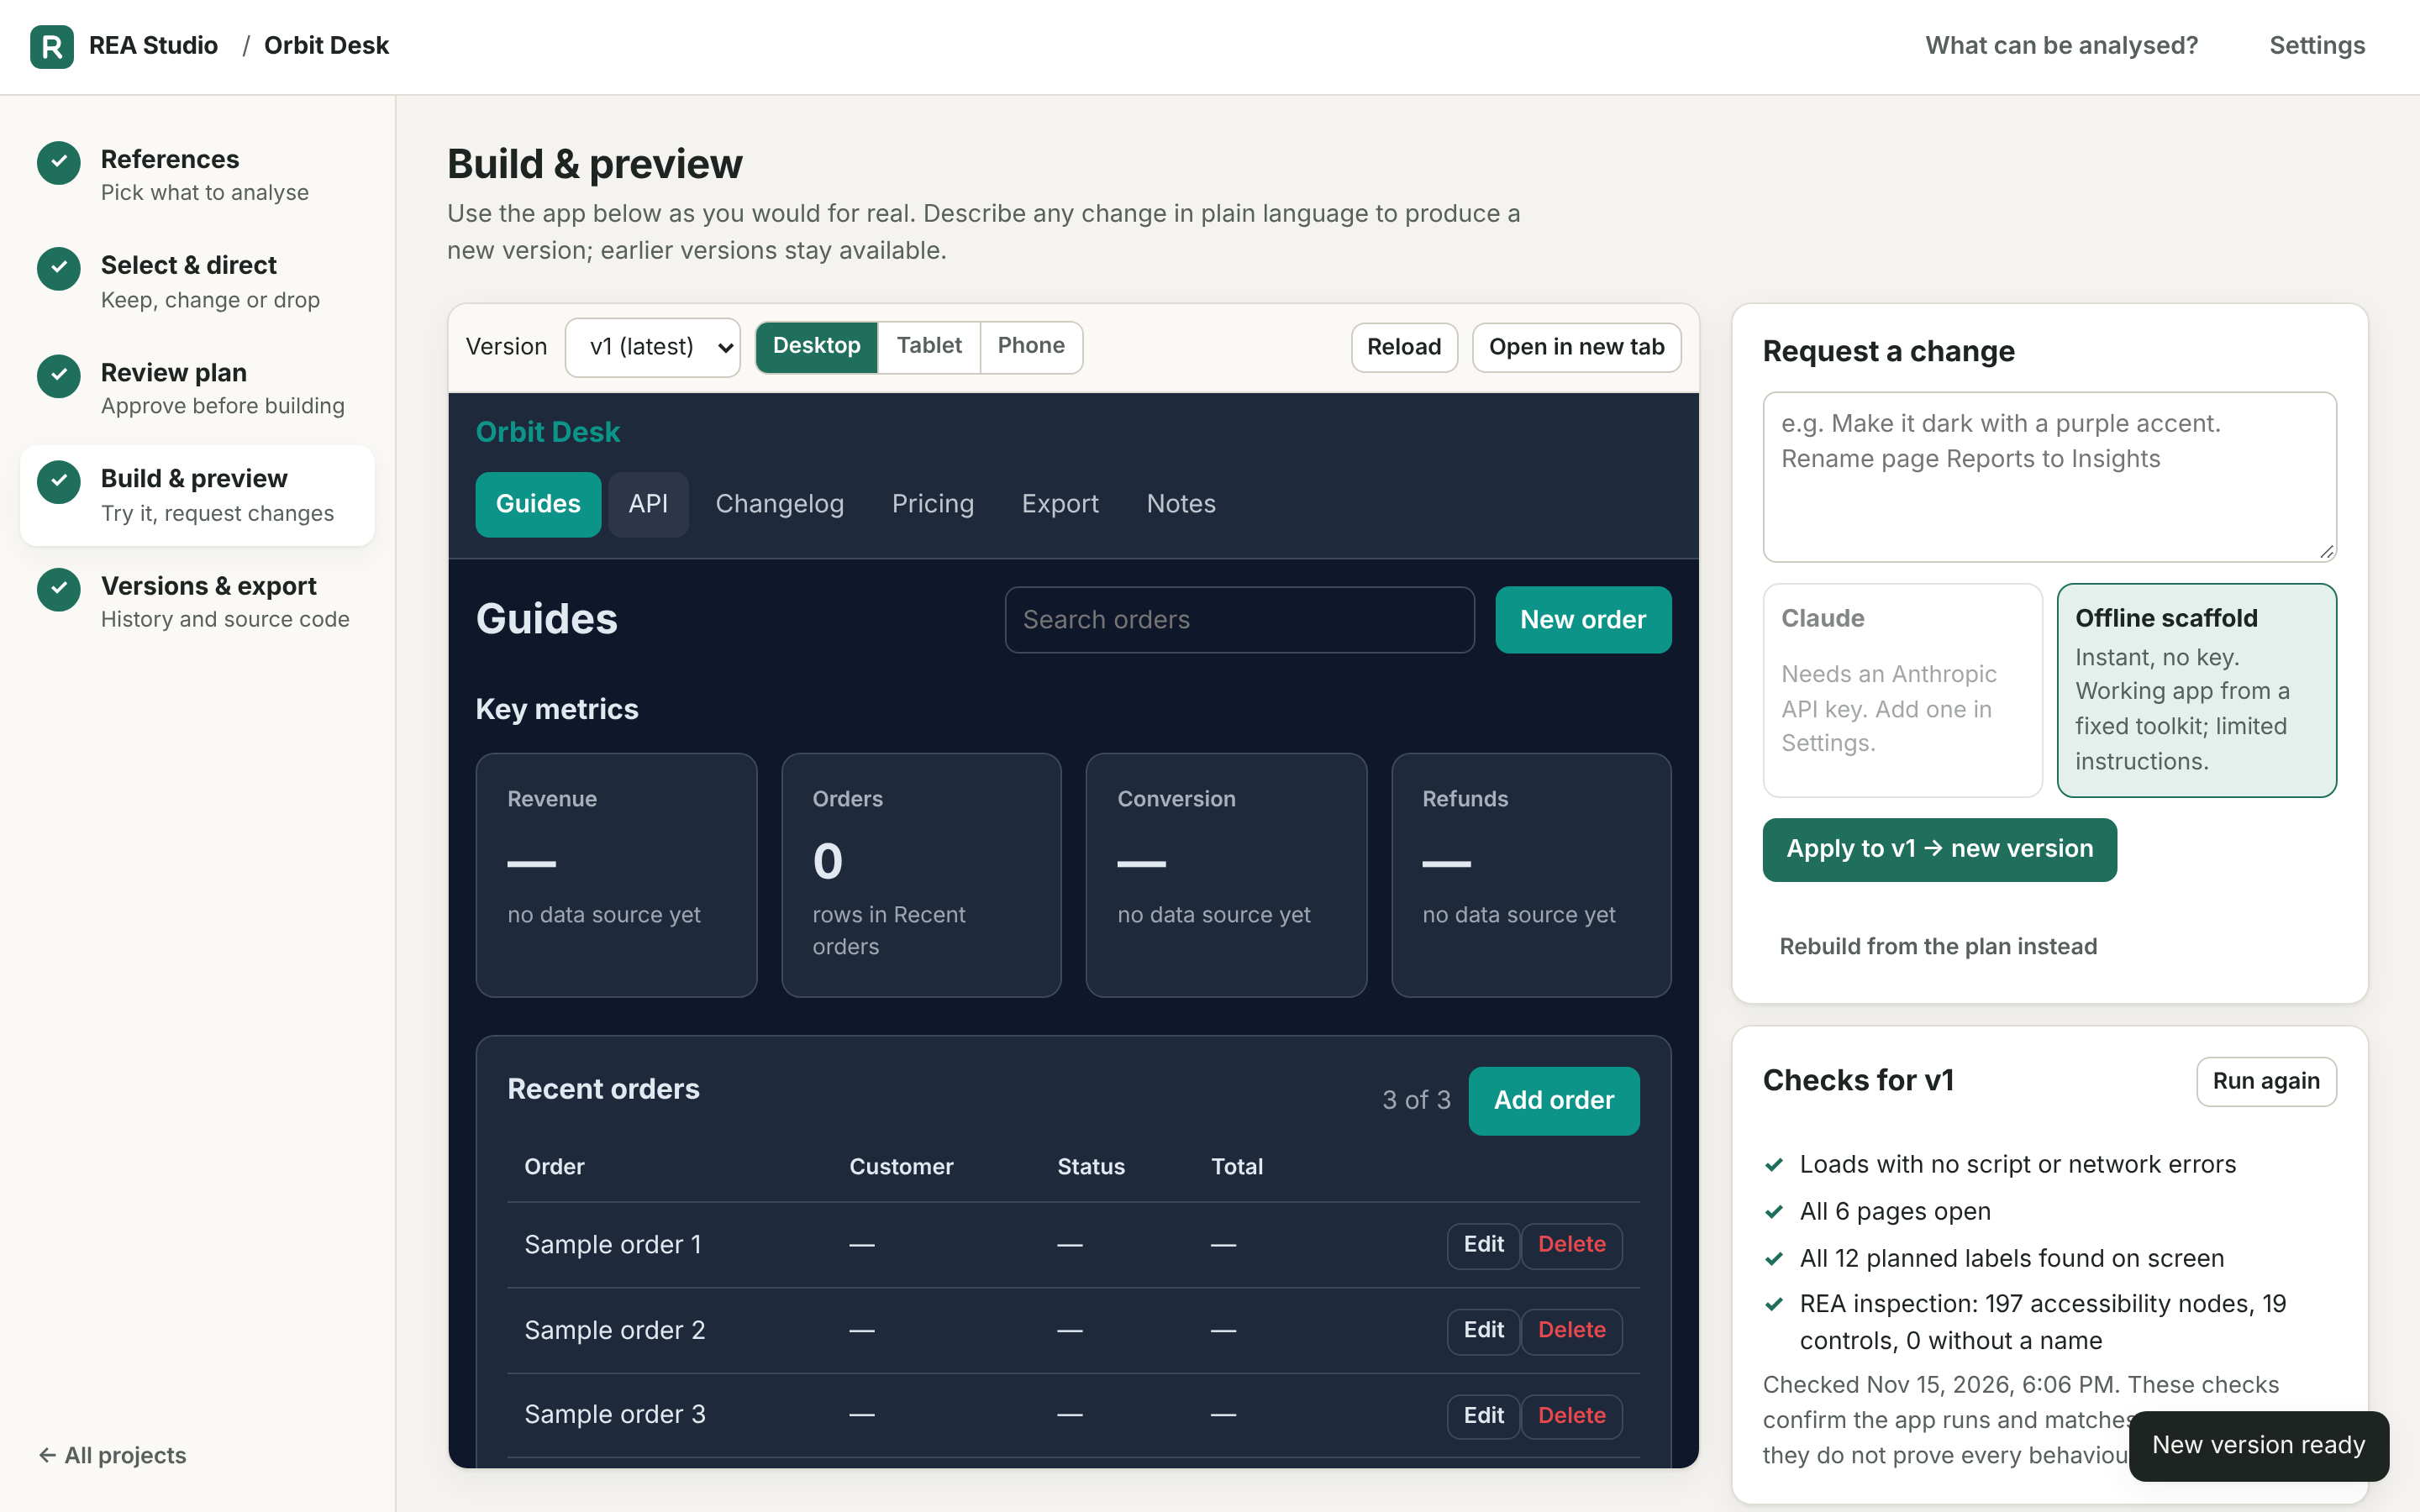 R REA Studio / Orbit Desk
What can be analysed? Settings
References
Pick what to analyse
Select & direct
Keep, change or drop
Review plan
Approve before building
Build & preview
Try it, request changes
Versions & export
History and source code
← All projects
Build & preview
Use the app below as you would for real. Describe any change in plain language to produce a
new version; earlier versions stay available.
Version v1 (latest) Desktop Tablet Phone Reload Open in new tab
Orbit Desk
Guides API Changelog Pricing Export Notes
Guides Search orders New order
Key metrics
Revenue
—
no data source yet
Orders
0
rows in Recent
orders
Conversion
—
no data source yet
Refunds
—
no data source yet
Recent orders 3 of 3 Add order
Order Customer Status Total
Sample order 1 — — — Edit Delete
Sample order 2 — — — Edit Delete
Sample order 3 — — — Edit Delete
Request a change
e.g. Make it dark with a purple accent.
Rename page Reports to Insights
Claude
Needs an Anthropic
API key. Add one in
Settings.
Offline scaffold
Instant, no key.
Working app from a
fixed toolkit; limited
instructions.
Apply to v1 → new version
Rebuild from the plan instead
Checks for v1 Run again
Loads with no script or network errors
All 6 pages open
All 12 planned labels found on screen
REA inspection: 197 accessibility nodes, 19
controls, 0 without a name
Checked Nov 15, 2026, 6:06 PM. These checks
confirm the app runs and matches
they do not prove every
New version ready